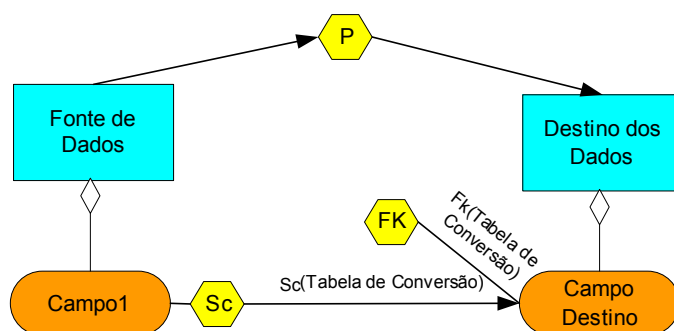 P
Fonte de
Dados
Destino dos
Dados
FK
Fk(Tabela de
Conversão)
Sc(Tabela de Conversão)
Campo1
Sc
Campo
Destino